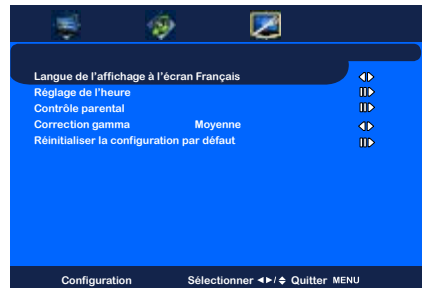 Langue de l'affichage à l'écran Français
Réglage de l'heure
Contrôle parental
Correction gamma Moyenne
Réinitialiser la configuration par défaut
Configuration Sélectionner ◄►/ ⬍ Quitter MENU